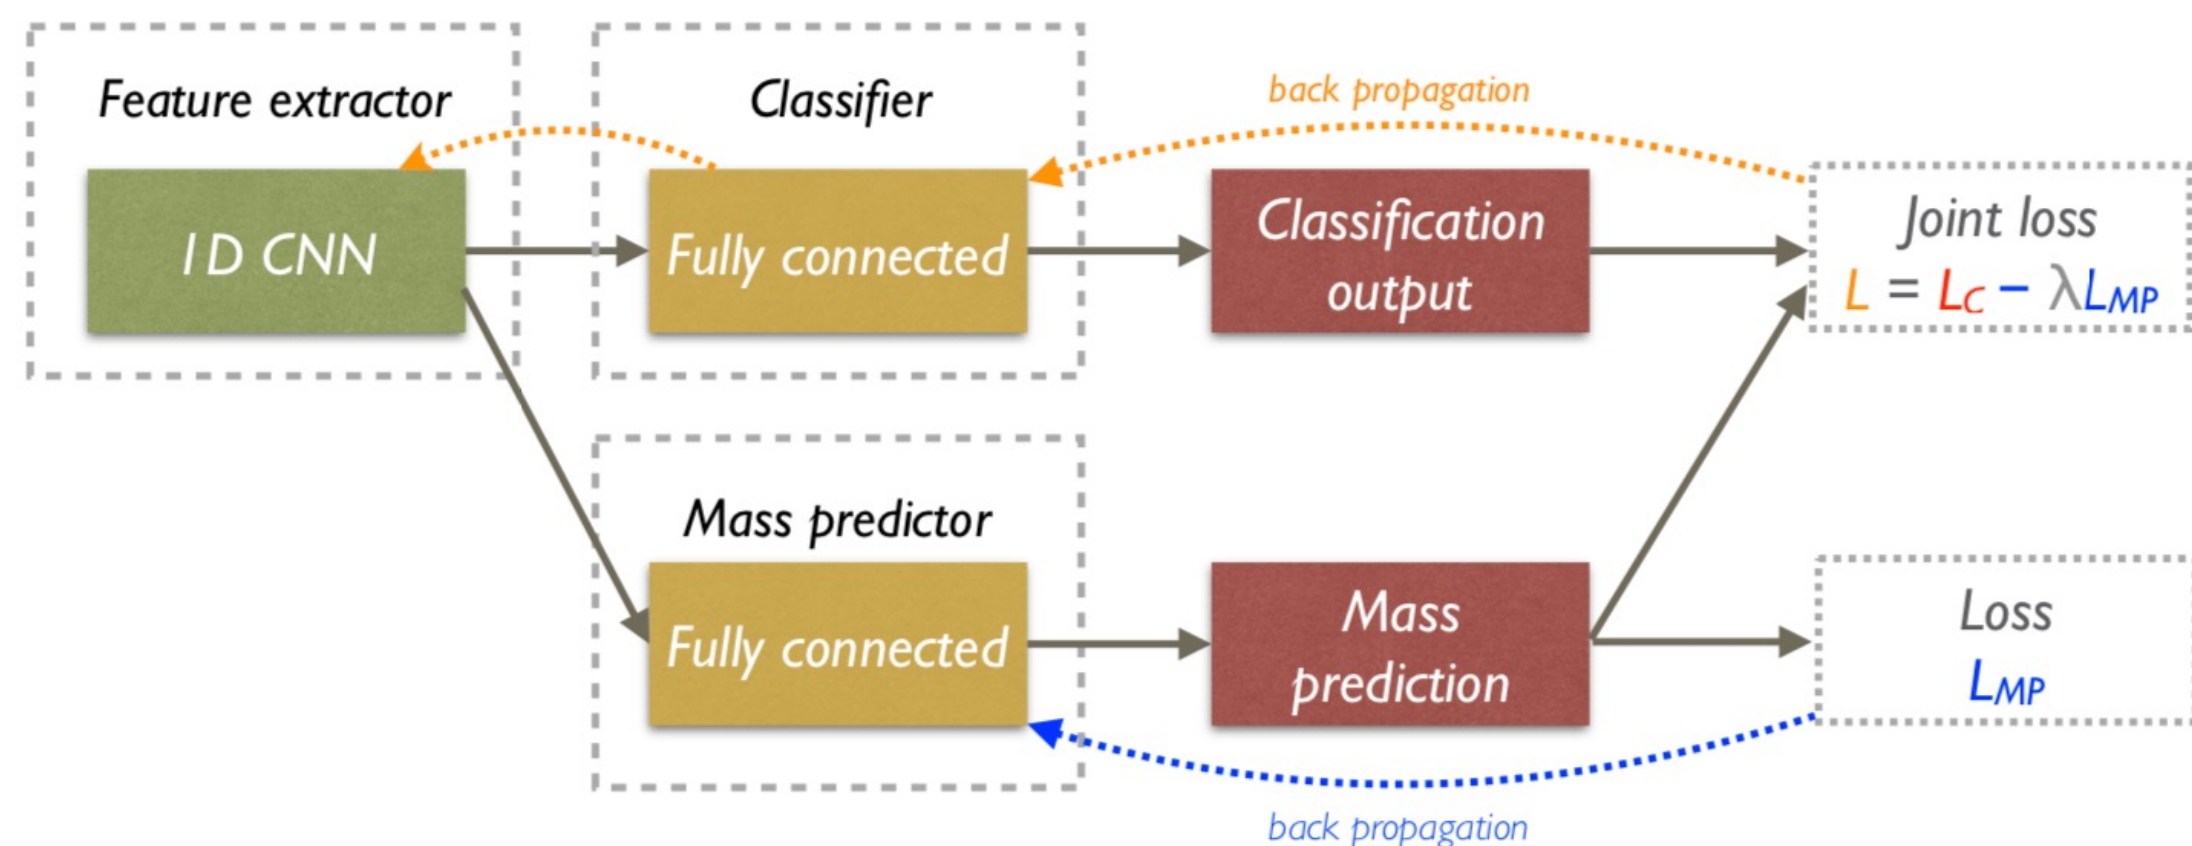 Feature extractor
1D CNN
Classifier
Fully connected
back propagation
Classification
output
Joint loss
L = LC − λLMP
Mass predictor
Fully connected
Mass
prediction
Loss
LMP
back propagation